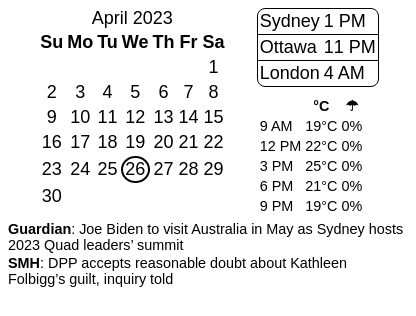 April 2023
Su Mo Tu We Th Fr Sa
1
2 3 4 5 6 7 8
9 10 11 12 13 14 15
16 17 18 19 20 21 22
23 24 25 26 27 28 29
30
Sydney 1 PM
Ottawa 11 PM
London 4 AM
°C ☂
9 AM 19°C 0%
12 PM 22°C 0%
3 PM 25°C 0%
6 PM 21°C 0%
9 PM 19°C 0%
Guardian: Joe Biden to visit Australia in May as Sydney hosts
2023 Quad leaders’ summit
SMH: DPP accepts reasonable doubt about Kathleen
Folbigg’s guilt, inquiry told